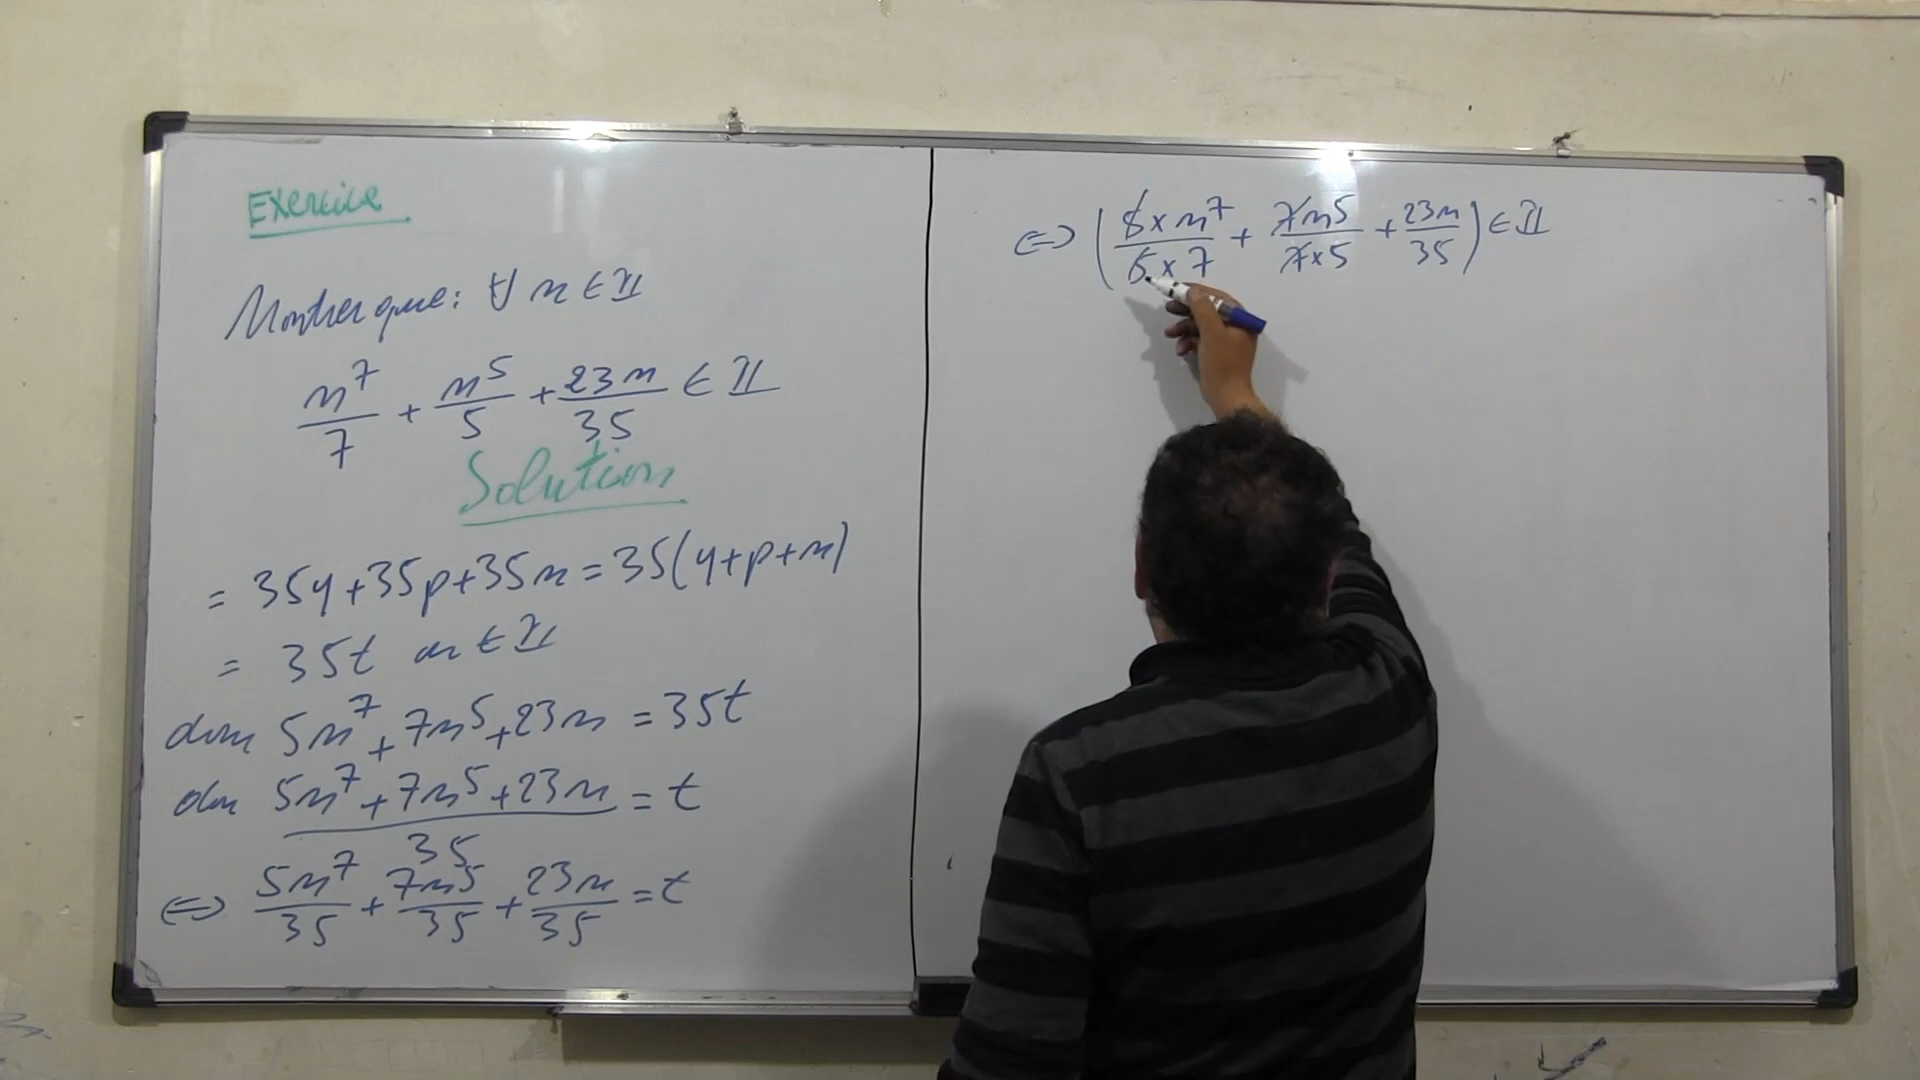 Exercice
Montrer que : ∀ n ∈ ℤ
n⁷/7 + n⁵/5 + 23n/35 ∈ ℤ
Solution
= 35y + 35p + 35n = 35(y+p+n)
= 35t où t ∈ ℤ
donc 5n⁷ + 7n⁵ + 23n = 35t
donc (5n⁷ + 7n⁵ + 23n)/35 = t
⇔ 5n⁷/35 + 7n⁵/35 + 23n/35 = t
⇔ ( (5×n⁷)/(5×7) + 7n⁵/(7×5) + 23n/35 ) ∈ ℤ